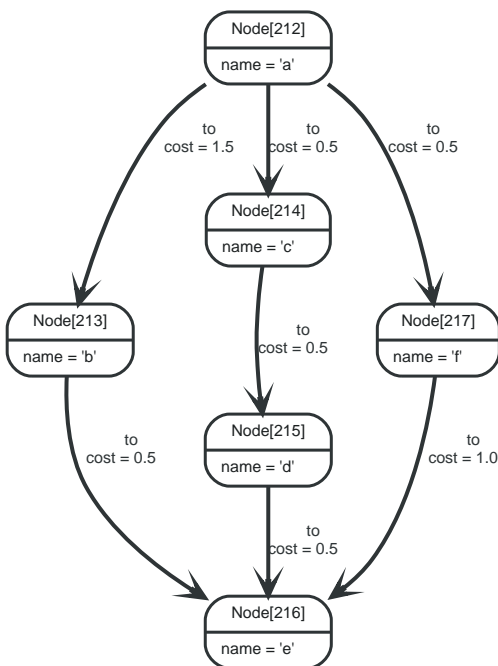 Node[212]
name = 'a'
to
cost = 1.5
to
cost = 0.5
to
cost = 0.5
Node[214]
name = 'c'
Node[213]
name = 'b'
to
cost = 0.5
Node[217]
name = 'f'
to
cost = 0.5
Node[215]
name = 'd'
to
cost = 1.0
to
cost = 0.5
Node[216]
name = 'e'